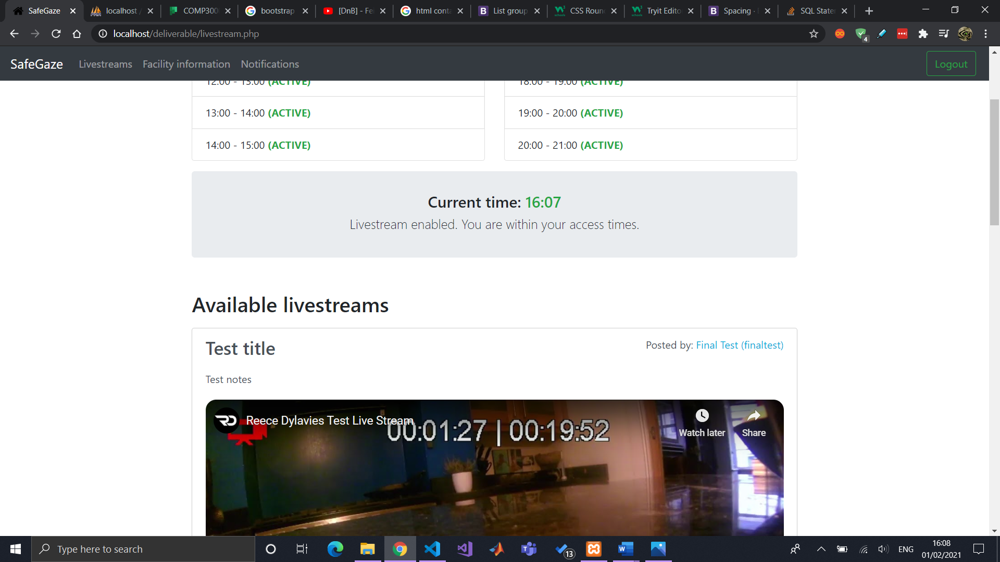 SafeGaze
localhost /
COMP300
bootstrap
[DnB] - Fei
html conta
List group
CSS Roun
Tryit Edito
Spacing ·
SQL Stater
localhost/deliverable/livestream.php
4
SafeGaze Livestreams Facility information Notifications Logout
12:00 - 13:00 (ACTIVE)
13:00 - 14:00 (ACTIVE)
14:00 - 15:00 (ACTIVE)
18:00 - 19:00 (ACTIVE)
19:00 - 20:00 (ACTIVE)
20:00 - 21:00 (ACTIVE)
Current time: 16:07
Livestream enabled. You are within your access times.
Available livestreams
Test title
Posted by: Final Test (finaltest)
Test notes
Reece Dylavies Test Live Stream
00:01:27 | 00:19:52
Watch later
Share
Type here to search
13
ENG
16:08
01/02/2021